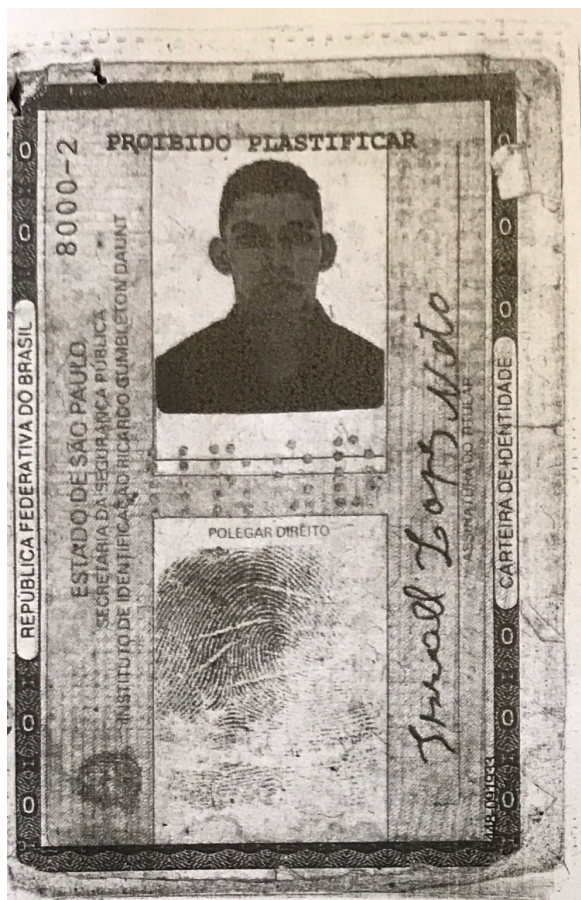 PROIBIDO PLASTIFICAR
8000-2
REPÚBLICA FEDERATIVA DO BRASIL
ESTADO DE SÃO PAULO
SECRETARIA DA SEGURANÇA PÚBLICA
INSTITUTO DE IDENTIFICAÇÃO RICARDO GUMBLETON DAUNT
POLEGAR DIREITO
Neto
ASSINATURA DO TITULAR
CARTEIRA DE IDENTIDADE